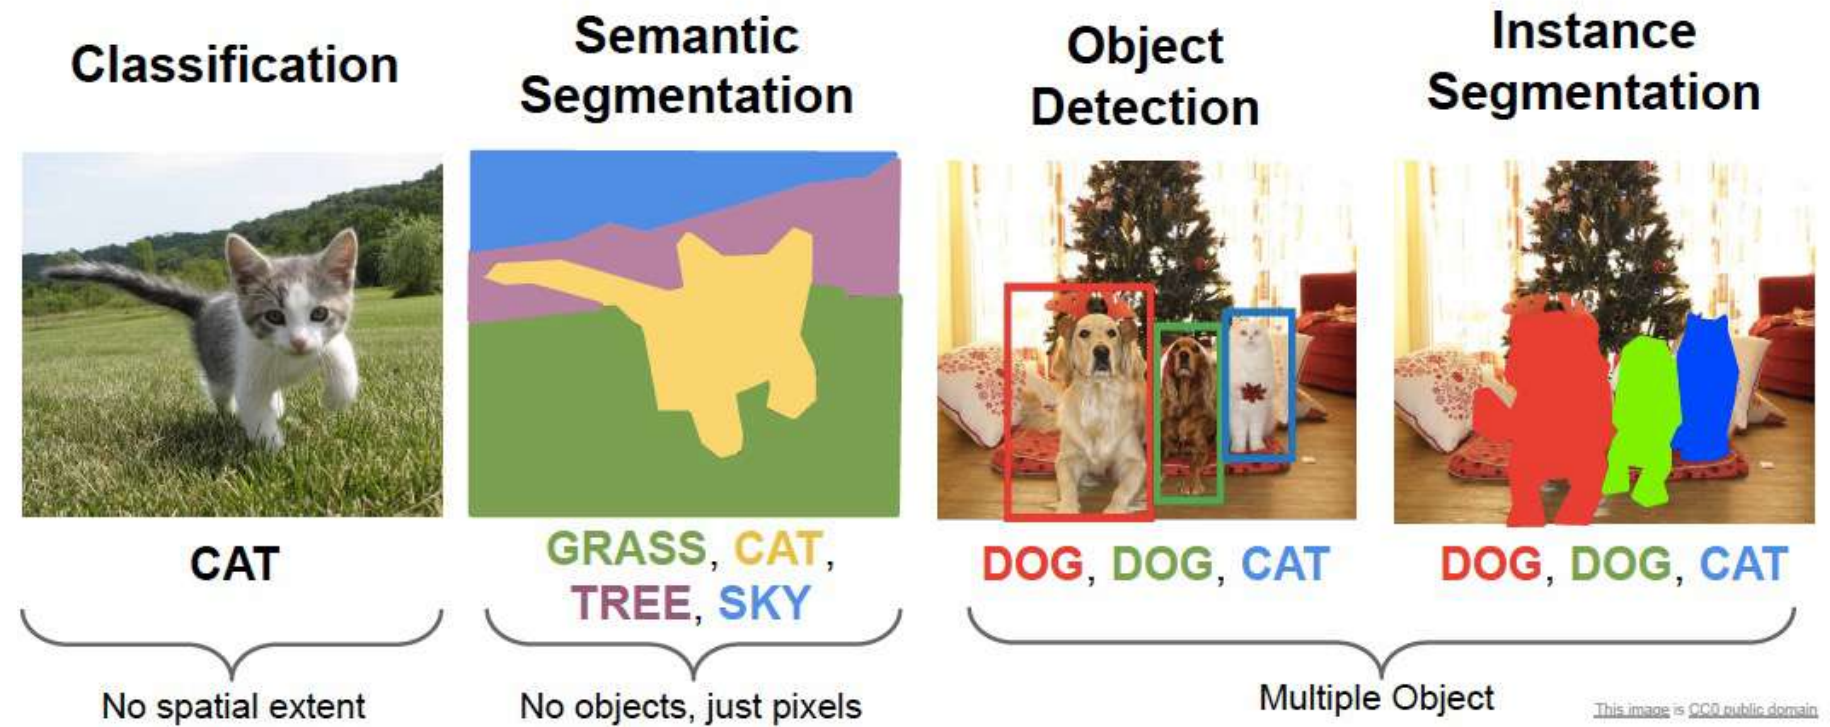 Classification
Semantic
Segmentation
Object
Detection
Instance
Segmentation
CAT
GRASS, CAT,
TREE, SKY
DOG, DOG, CAT
DOG, DOG, CAT
No spatial extent
No objects, just pixels
Multiple Object
This image is CC0 public domain